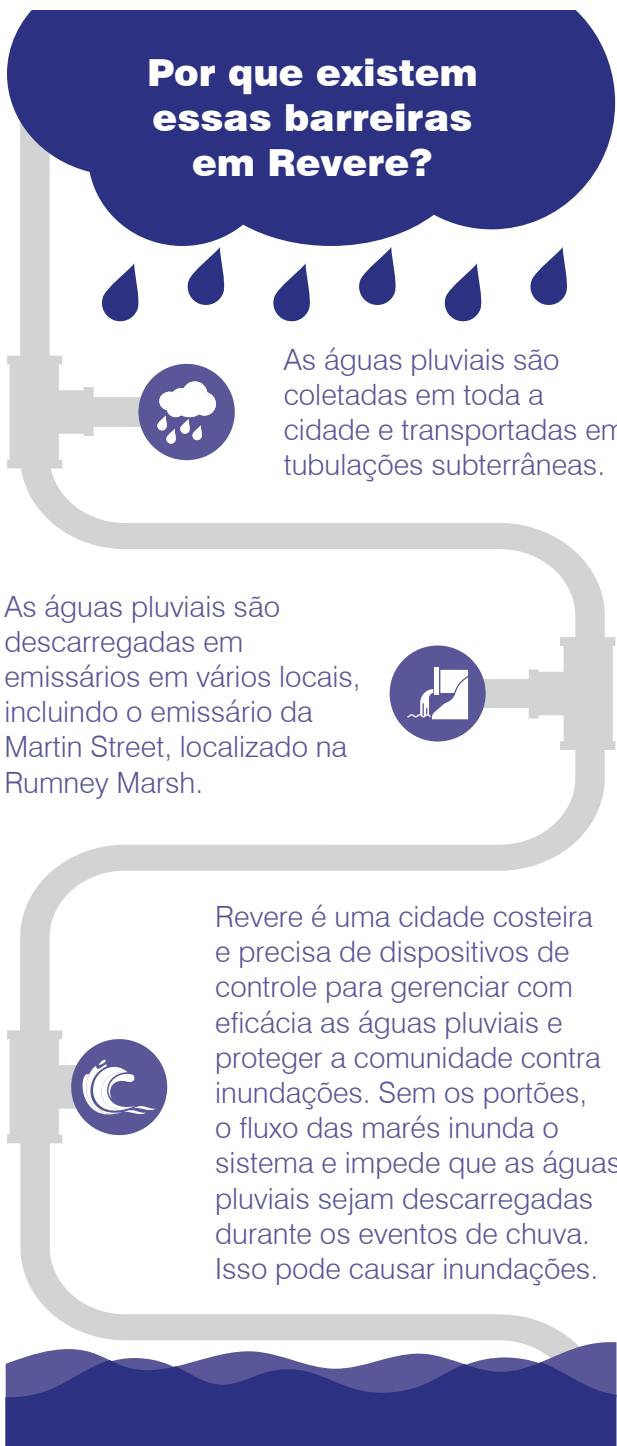 Por que existem
essas barreiras
em Revere?
As águas pluviais são
coletadas em toda a
cidade e transportadas em
tubulações subterrâneas.
As águas pluviais são
descarregadas em
emissários em vários locais,
incluindo o emissário da
Martin Street, localizado na
Rumney Marsh.
Revere é uma cidade costeira
e precisa de dispositivos de
controle para gerenciar com
eficácia as águas pluviais e
proteger a comunidade contra
inundações. Sem os portões,
o fluxo das marés inunda o
sistema e impede que as águas
pluviais sejam descarregadas
durante os eventos de chuva.
Isso pode causar inundações.